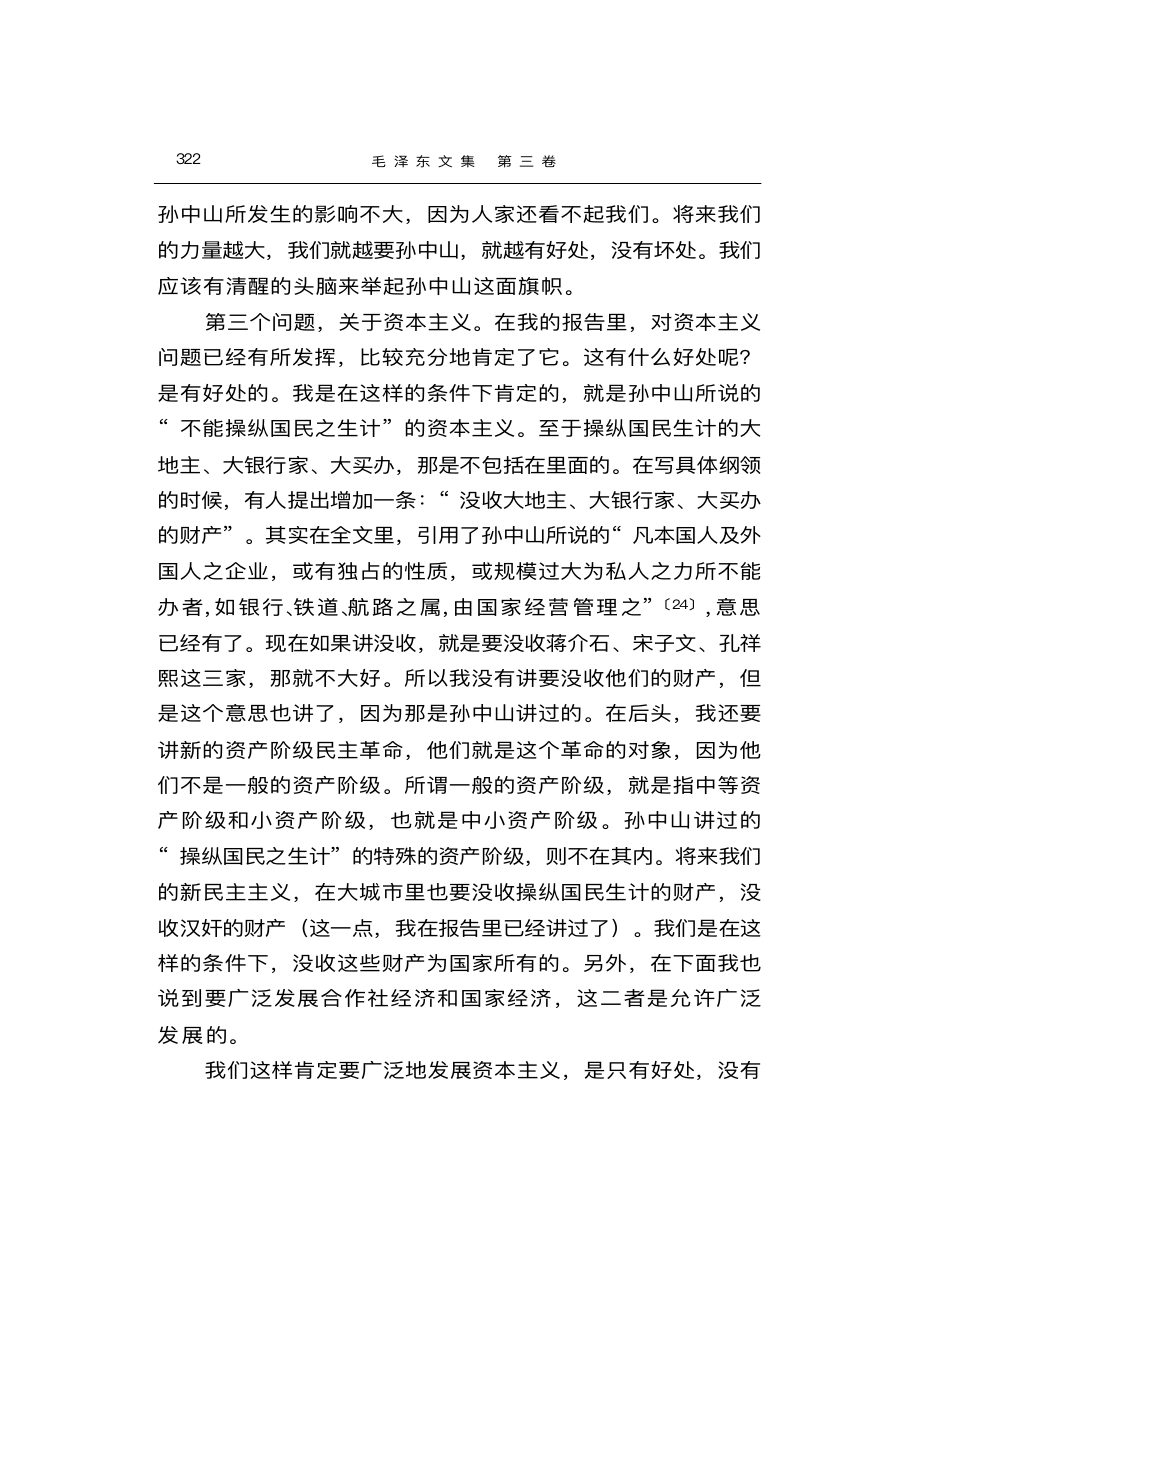 322
毛泽东文集 第三卷
孙中山所发生的影响不大，因为人家还看不起我们。将来我们
的力量越大，我们就越要孙中山，就越有好处，没有坏处。我们
应该有清醒的头脑来举起孙中山这面旗帜。
第三个问题，关于资本主义。在我的报告里，对资本主义
问题已经有所发挥，比较充分地肯定了它。这有什么好处呢？
是有好处的。我是在这样的条件下肯定的，就是孙中山所说的
“不能操纵国民之生计”的资本主义。至于操纵国民生计的大
地主、大银行家、大买办，那是不包括在里面的。在写具体纲领
的时候，有人提出增加一条：“没收大地主、大银行家、大买办
的财产”。其实在全文里，引用了孙中山所说的“凡本国人及外
国人之企业，或有独占的性质，或规模过大为私人之力所不能
办者，如银行、铁道、航路之属，由国家经营管理之”〔24〕，意思
已经有了。现在如果讲没收，就是要没收蒋介石、宋子文、孔祥
熙这三家，那就不大好。所以我没有讲要没收他们的财产，但
是这个意思也讲了，因为那是孙中山讲过的。在后头，我还要
讲新的资产阶级民主革命，他们就是这个革命的对象，因为他
们不是一般的资产阶级。所谓一般的资产阶级，就是指中等资
产阶级和小资产阶级，也就是中小资产阶级。孙中山讲过的
“操纵国民之生计”的特殊的资产阶级，则不在其内。将来我们
的新民主主义，在大城市里也要没收操纵国民生计的财产，没
收汉奸的财产（这一点，我在报告里已经讲过了）。我们是在这
样的条件下，没收这些财产为国家所有的。另外，在下面我也
说到要广泛发展合作社经济和国家经济，这二者是允许广泛
发展的。
我们这样肯定要广泛地发展资本主义，是只有好处，没有